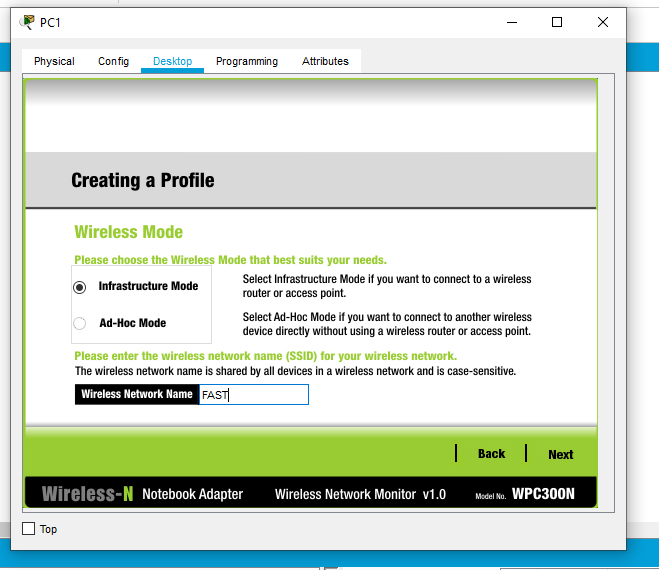 PC1
Physical Config Desktop Programming Attributes
Creating a Profile
Wireless Mode
Please choose the Wireless Mode that best suits your needs.
Infrastructure Mode
Select Infrastructure Mode if you want to connect to a wireless
router or access point.
Ad-Hoc Mode
Select Ad-Hoc Mode if you want to connect to another wireless
device directly without using a wireless router or access point.
Please enter the wireless network name (SSID) for your wireless network.
The wireless network name is shared by all devices in a wireless network and is case-sensitive.
Wireless Network Name FAST
Back Next
Wireless-N Notebook Adapter Wireless Network Monitor v1.0 Model No. WPC300N
Top